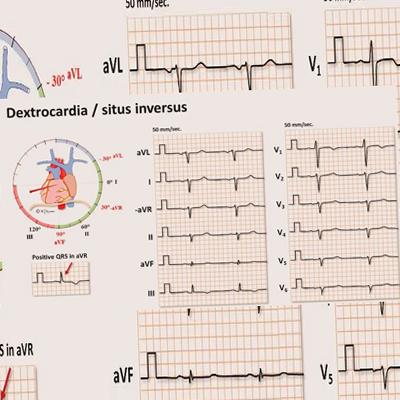 50 mm/sec.
aVL
V1
- 30° aVL
Dextrocardia / situs inversus
50 mm/sec.
50 mm/sec.
aVL
V1
- 30° aVL
I
V2
0° I
-aVR
V3
30° -aVR
II
V4
120°
60°
III
90°
II
aVF
aVF
V5
Positive QRS in aVR
III
V6
S in aVR
aVF
V5